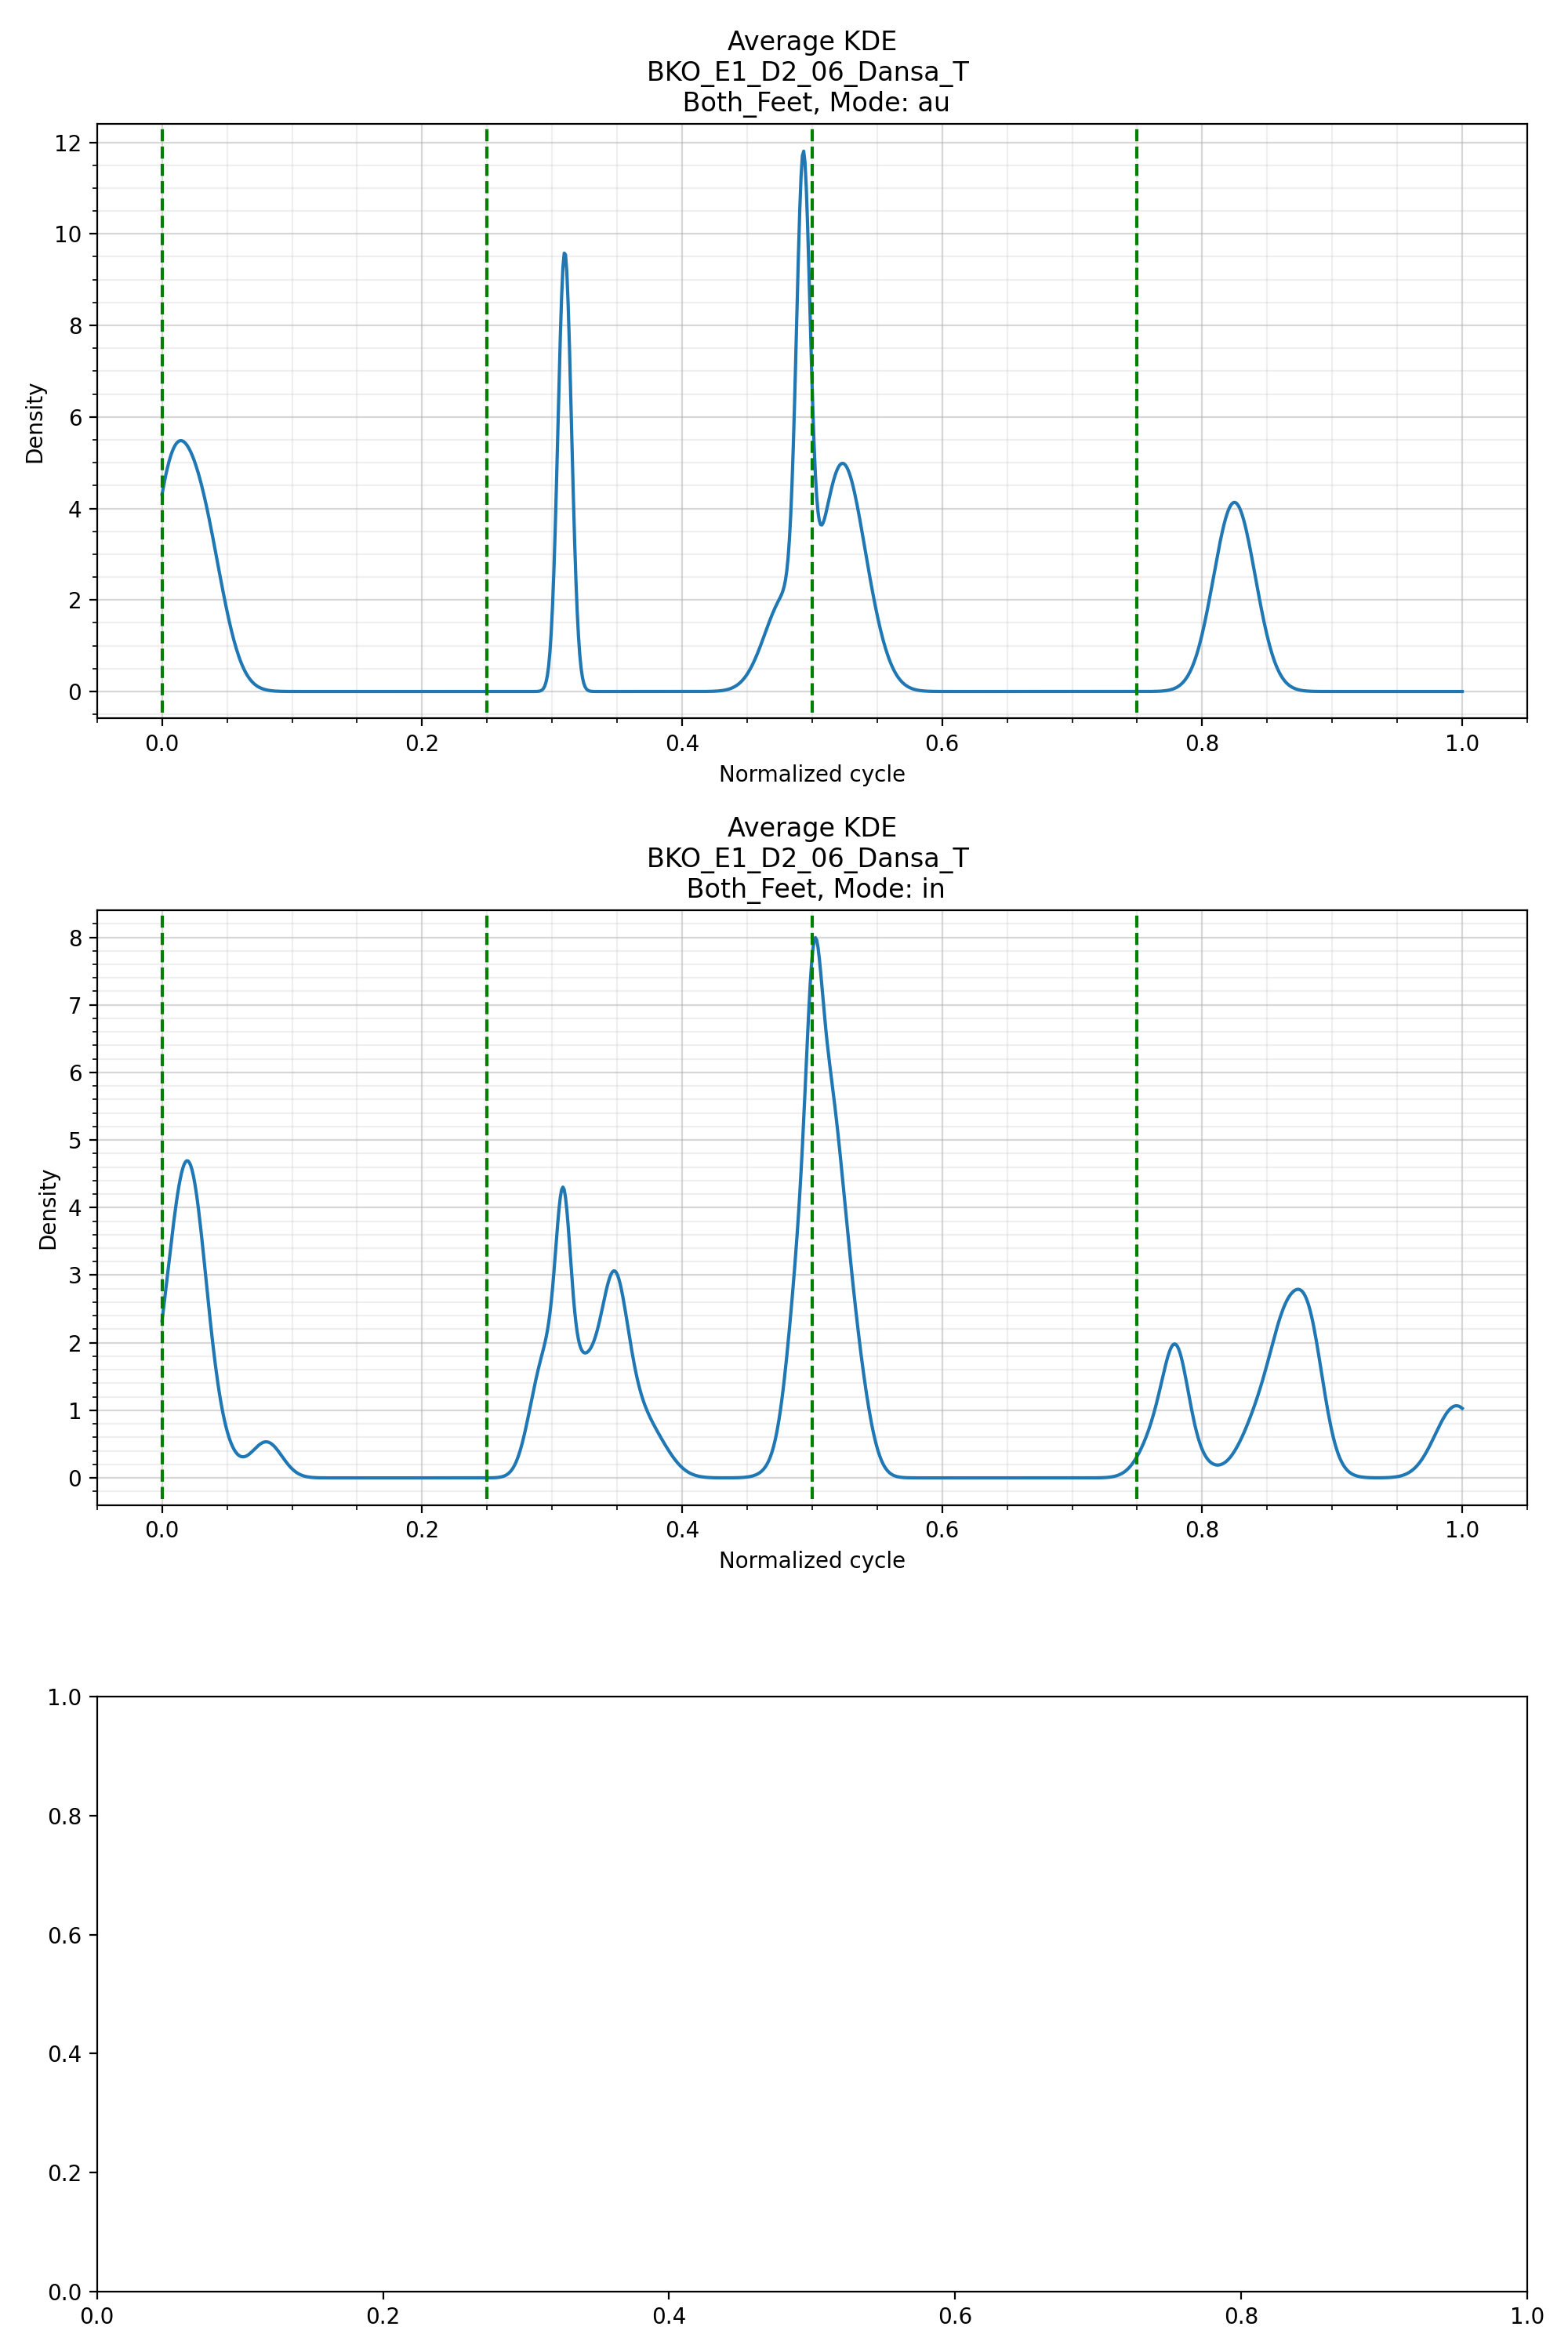 Average KDE
BKO_E1_D2_06_Dansa_T
Both_Feet, Mode: au
12
10
8
6
4
2
0
Density
0.0 0.2 0.4 0.6 0.8 1.0
Normalized cycle
Average KDE
BKO_E1_D2_06_Dansa_T
Both_Feet, Mode: in
8
7
6
5
4
3
2
1
0
Density
0.0 0.2 0.4 0.6 0.8 1.0
Normalized cycle
1.0
0.8
0.6
0.4
0.2
0.0
0.0 0.2 0.4 0.6 0.8 1.0